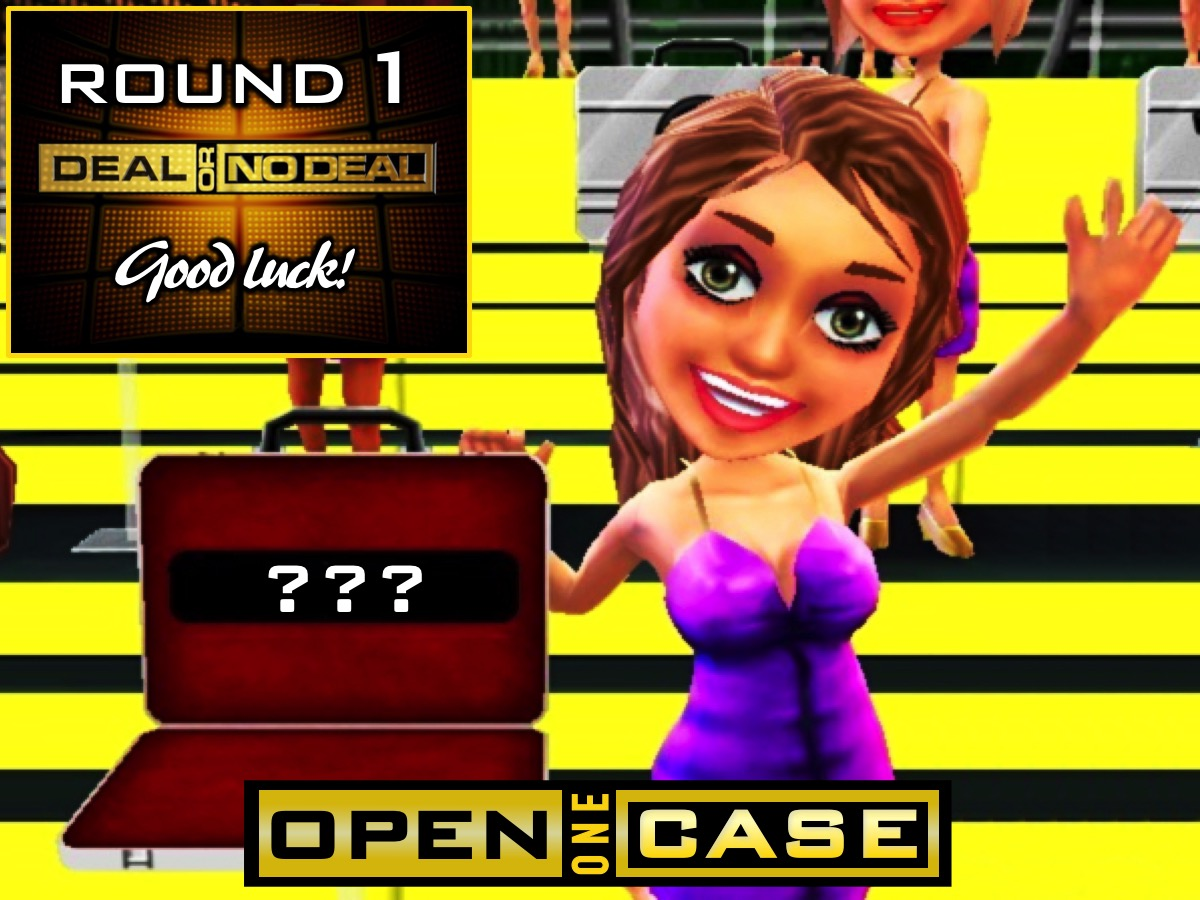 ROUND 1
DEAL OR NO DEAL
Good luck!
???
OPEN ONE CASE